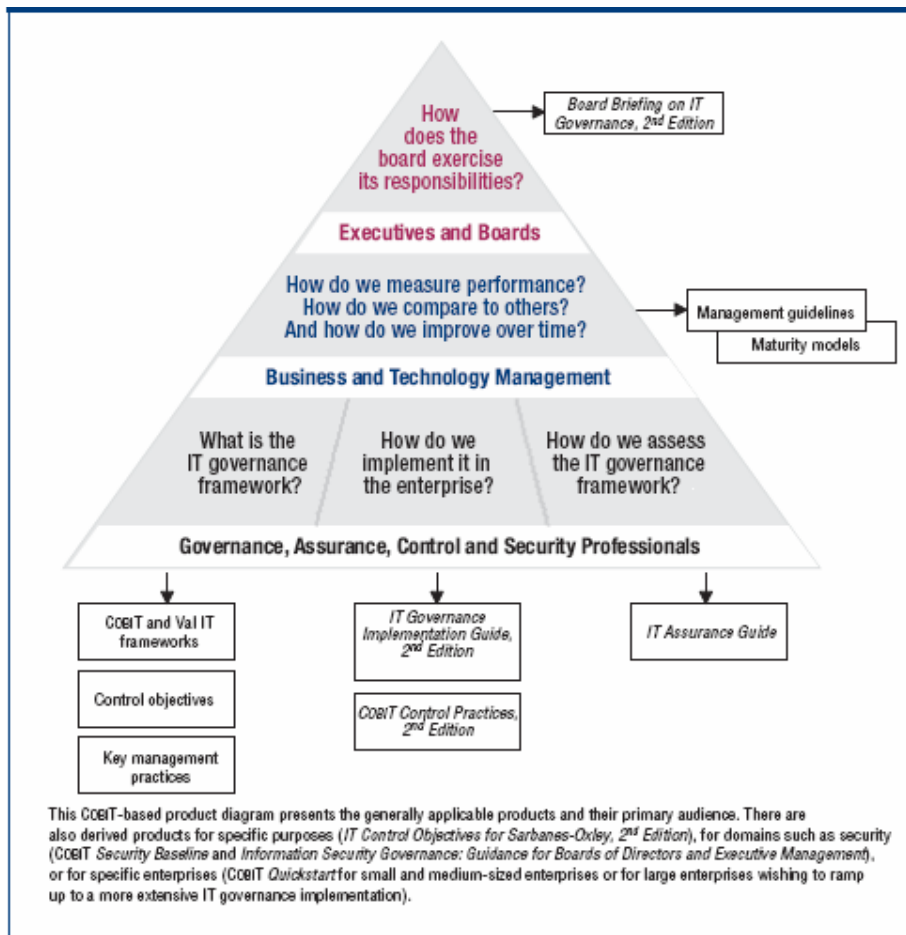 How
does the
board exercise
its responsibilities?
Board Briefing on IT
Governance, 2nd Edition
Executives and Boards
How do we measure performance?
How do we compare to others?
And how do we improve over time?
Management guidelines
Maturity models
Business and Technology Management
What is the
IT governance
framework?
How do we
implement it in
the enterprise?
How do we assess
the IT governance
framework?
Governance, Assurance, Control and Security Professionals
COBIT and Val IT
frameworks
Control objectives
Key management
practices
IT Governance
Implementation Guide,
2nd Edition
COBIT Control Practices,
2nd Edition
IT Assurance Guide
This COBIT-based product diagram presents the generally applicable products and their primary audience. There are
also derived products for specific purposes (IT Control Objectives for Sarbanes-Oxley, 2nd Edition), for domains such as security
(COBIT Security Baseline and Information Security Governance: Guidance for Boards of Directors and Executive Management),
or for specific enterprises (COBIT Quickstart for small and medium-sized enterprises or for large enterprises wishing to ramp
up to a more extensive IT governance implementation).